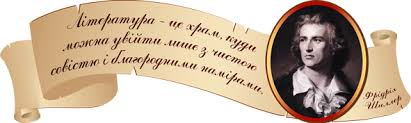 Література - це храм, куди
можна увійти лише з чистою
совістю і благородними намірами.
Фрідріх
Шиллер